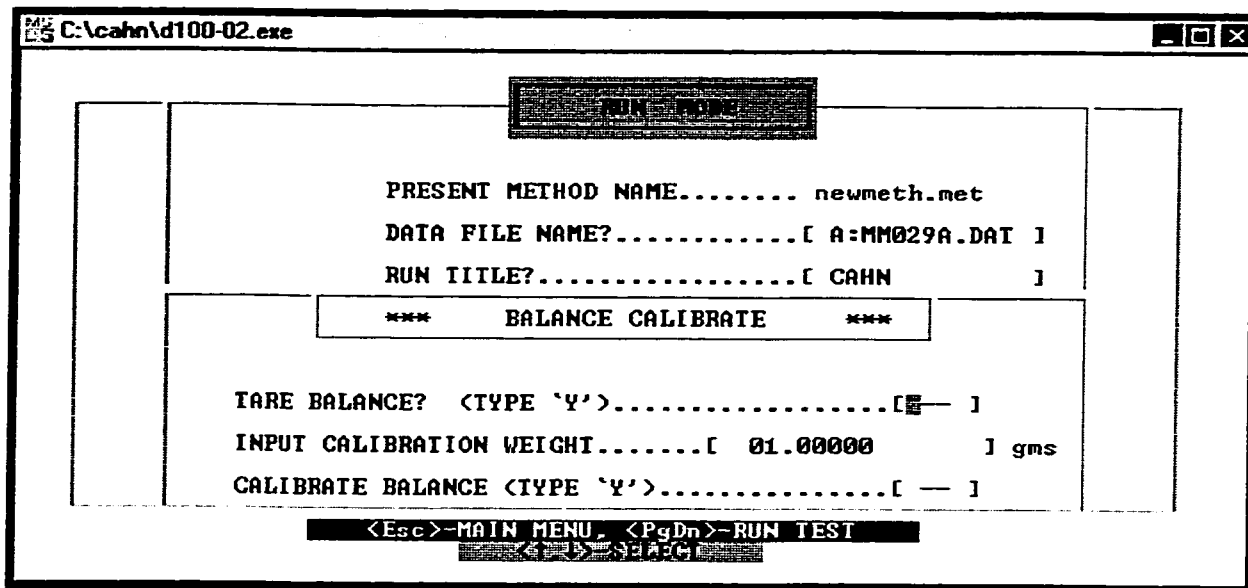 C:\cahn\d100-02.exe
RUN MODE
PRESENT METHOD NAME........ newmeth.met
DATA FILE NAME?............[ A:MM029A.DAT ]
RUN TITLE?.................[ CAHN ]
*** BALANCE CALIBRATE ***
TARE BALANCE? <TYPE `Y'>..................[ — ]
INPUT CALIBRATION WEIGHT.......[ 01.00000 ] gms
CALIBRATE BALANCE <TYPE `Y'>...............[ — ]
<Esc>-MAIN MENU, <PgDn>-RUN TEST
<↑ ↓> SELECT